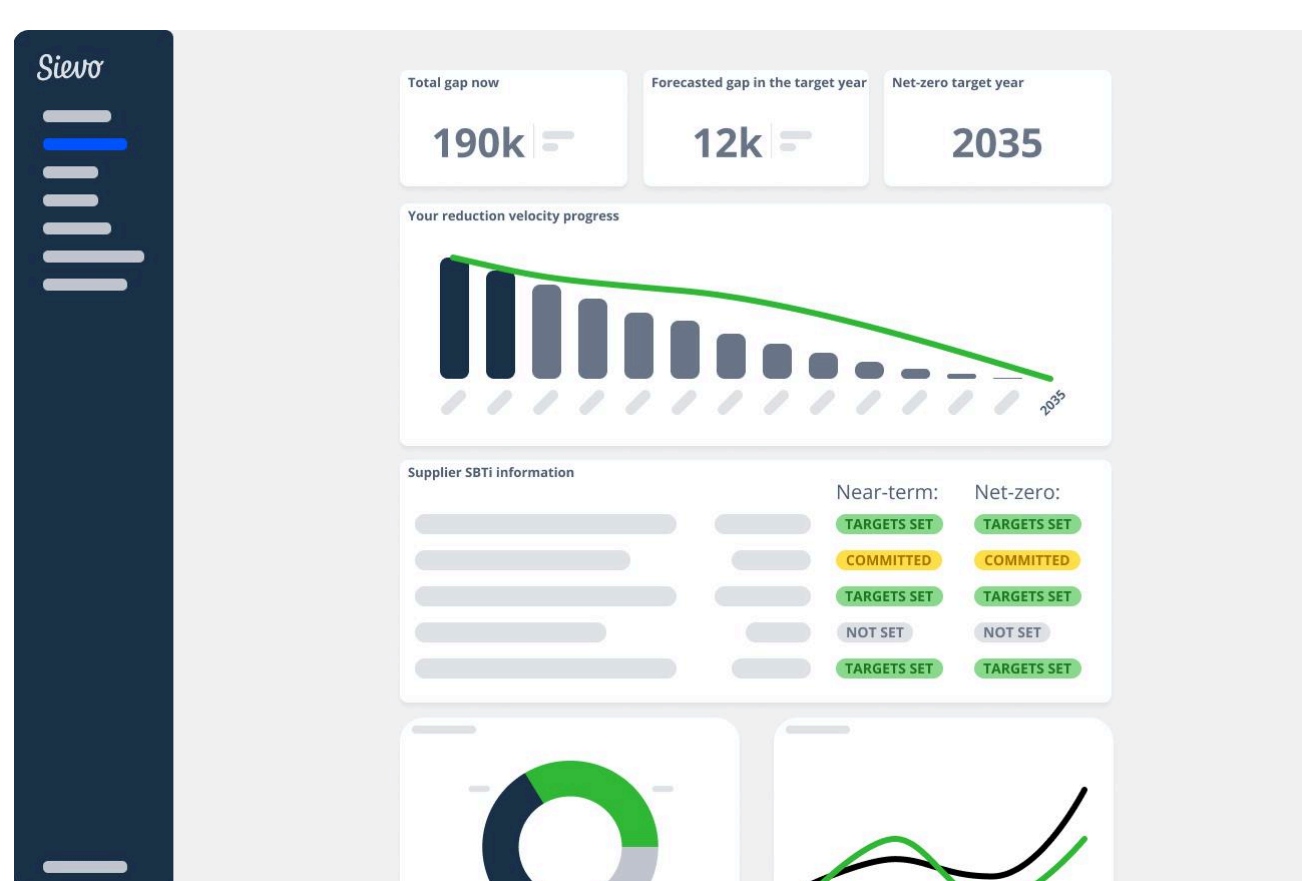 Sievo
Total gap now
190k
Forecasted gap in the target year
12k
Net-zero target year
2035
Your reduction velocity progress
2035
Supplier SBTi information
Near-term: Net-zero:
TARGETS SET TARGETS SET
COMMITTED COMMITTED
TARGETS SET TARGETS SET
NOT SET NOT SET
TARGETS SET TARGETS SET